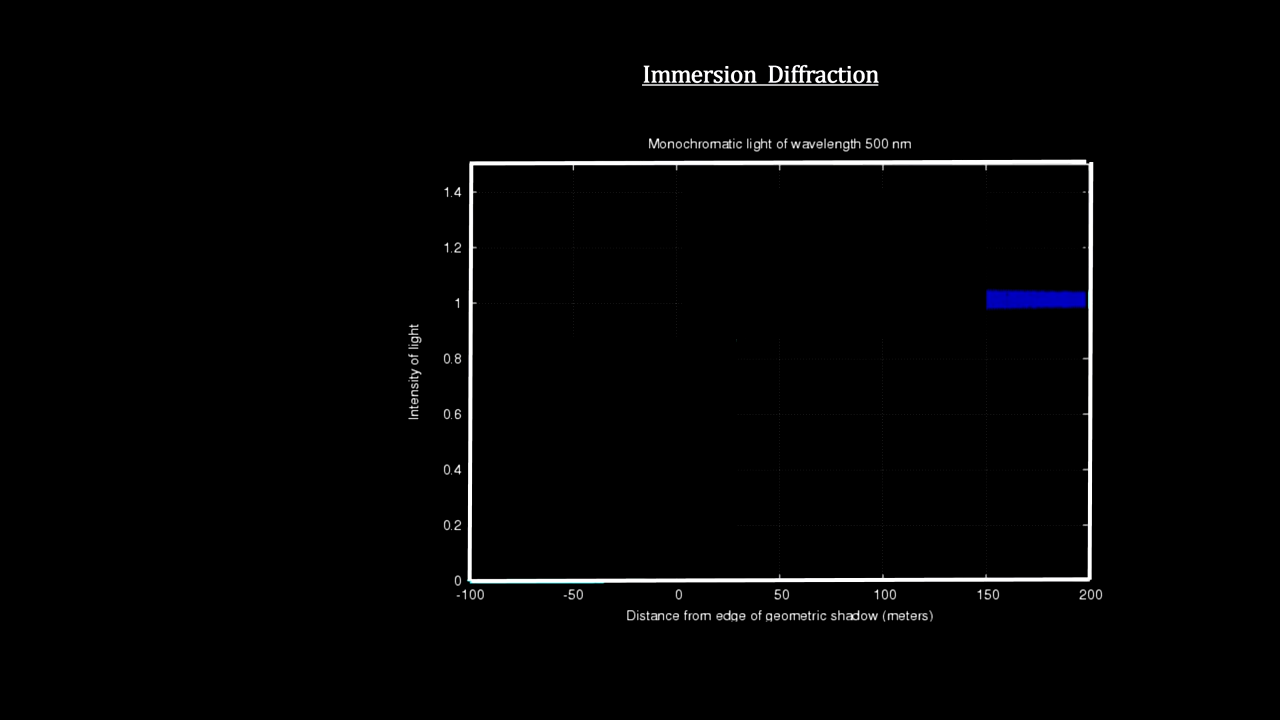 Immersion Diffraction
Monochromatic light of wavelength 500 nm
1.4
1.2
1
0.8
0.6
0.4
0.2
0
Intensity of light
-100 -50 0 50 100 150 200
Distance from edge of geometric shadow (meters)